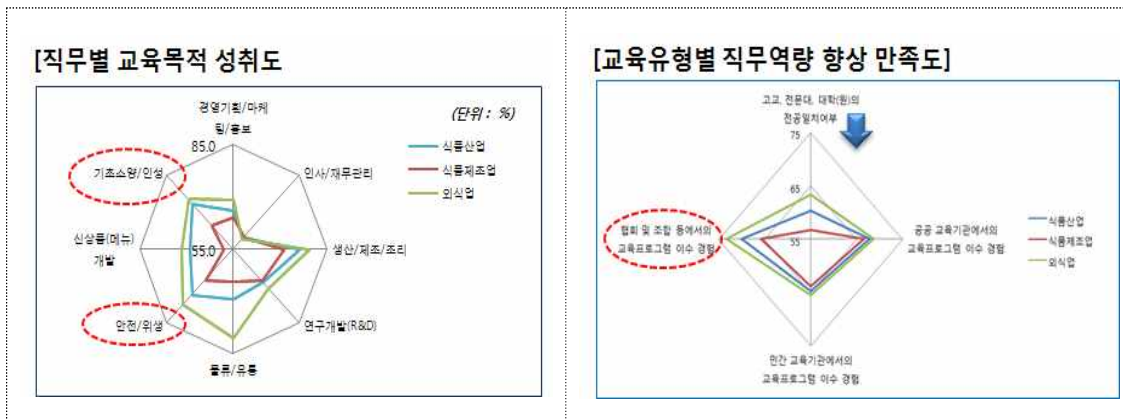 [직무별 교육목적 성취도
경영기획/마케
팅/홍보
(단위 : %)
85.0
식품산업
식품제조업
외식업
기초소양/인성
인사/재무관리
신상품(메뉴)
개발
55.0
생산/제조/조리
안전/위생
연구개발(R&D)
물류/유통
[교육유형별 직무역량 향상 만족도]
고교, 전문대, 대학(원)의
전공일치여부
75
65
55
협회 및 조합 등에서의
교육프로그램 이수 경험
공공 교육기관에서의
교육프로그램 이수 경험
식품산업
식품제조업
외식업
민간 교육기관에서의
교육프로그램 이수 경험